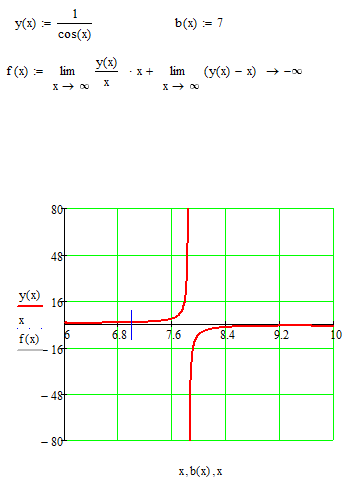 y(x) := 1/cos(x) b(x) := 7
f(x) := lim x → ∞ y(x)/x · x + lim x → ∞ (y(x) − x) → −∞
80
48
16
−16
−48
−80
y(x)
x
f(x)
6 6.8 7.6 8.4 9.2 10
x, b(x), x